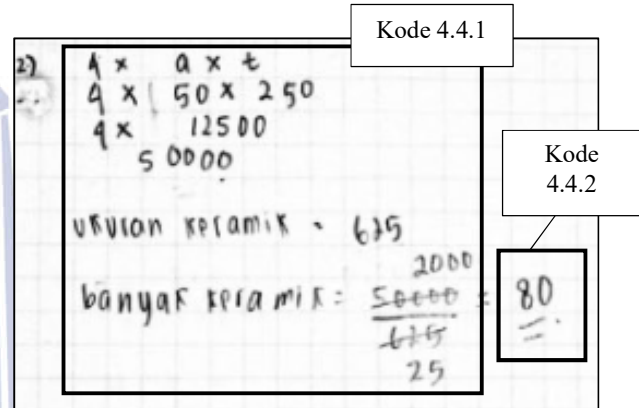 Kode 4.4.1
2) 4 x a x t
4 x 50 x 250
4 x 12500
50000
Kode
4.4.2
ukuran keramik = 625
2000
banyak keramik = 50000 = 80
625
25